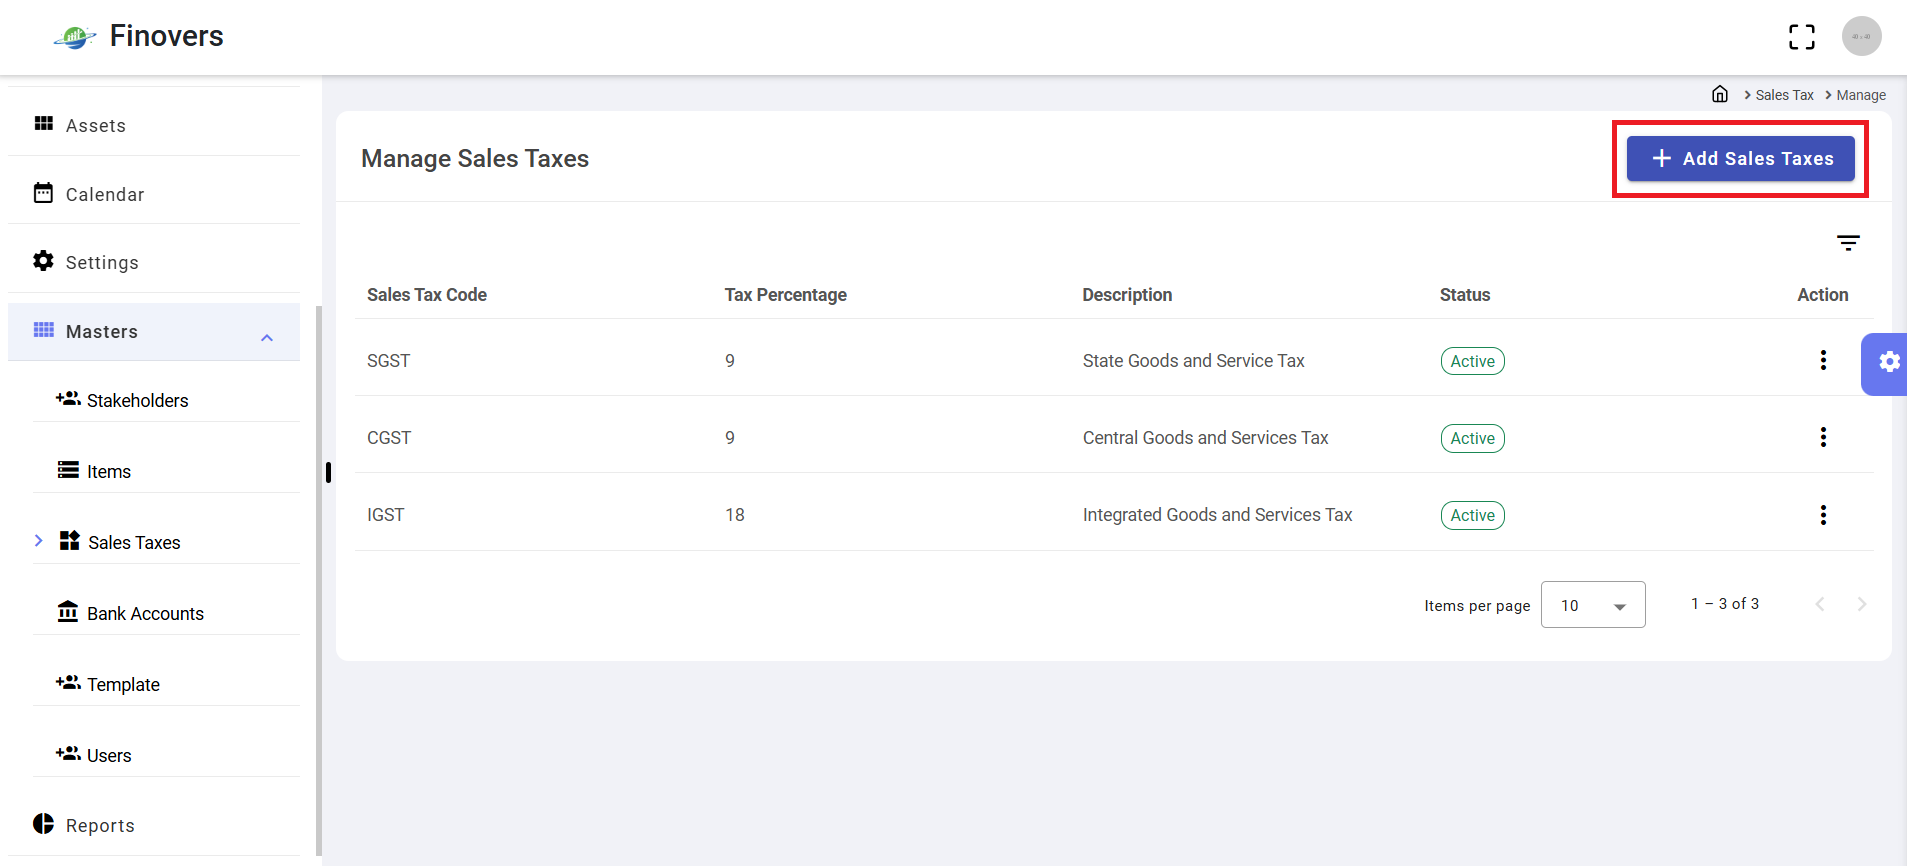 Finovers
Sales Tax Manage
Assets
Calendar
Settings
Masters
Stakeholders
Items
Sales Taxes
Bank Accounts
Template
Users
Reports
Manage Sales Taxes
Add Sales Taxes
Sales Tax Code Tax Percentage Description Status Action
SGST 9 State Goods and Service Tax Active
CGST 9 Central Goods and Services Tax Active
IGST 18 Integrated Goods and Services Tax Active
Items per page 10 1 – 3 of 3